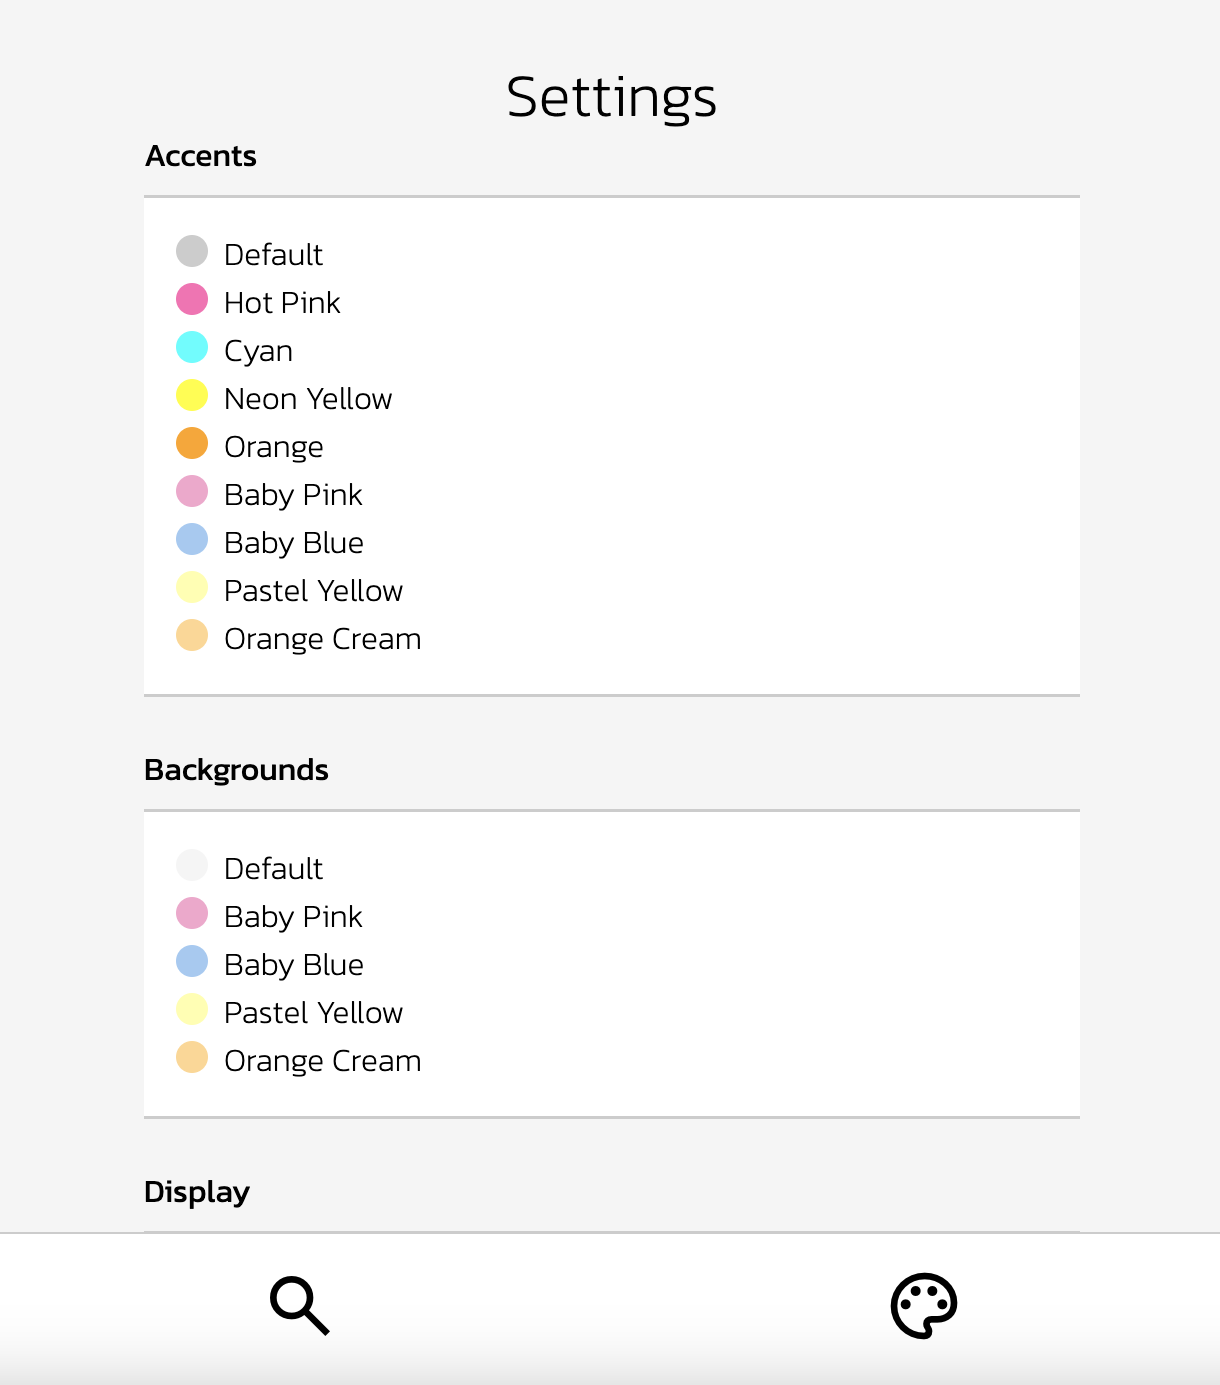 Settings
Accents
Default
Hot Pink
Cyan
Neon Yellow
Orange
Baby Pink
Baby Blue
Pastel Yellow
Orange Cream
Backgrounds
Default
Baby Pink
Baby Blue
Pastel Yellow
Orange Cream
Display